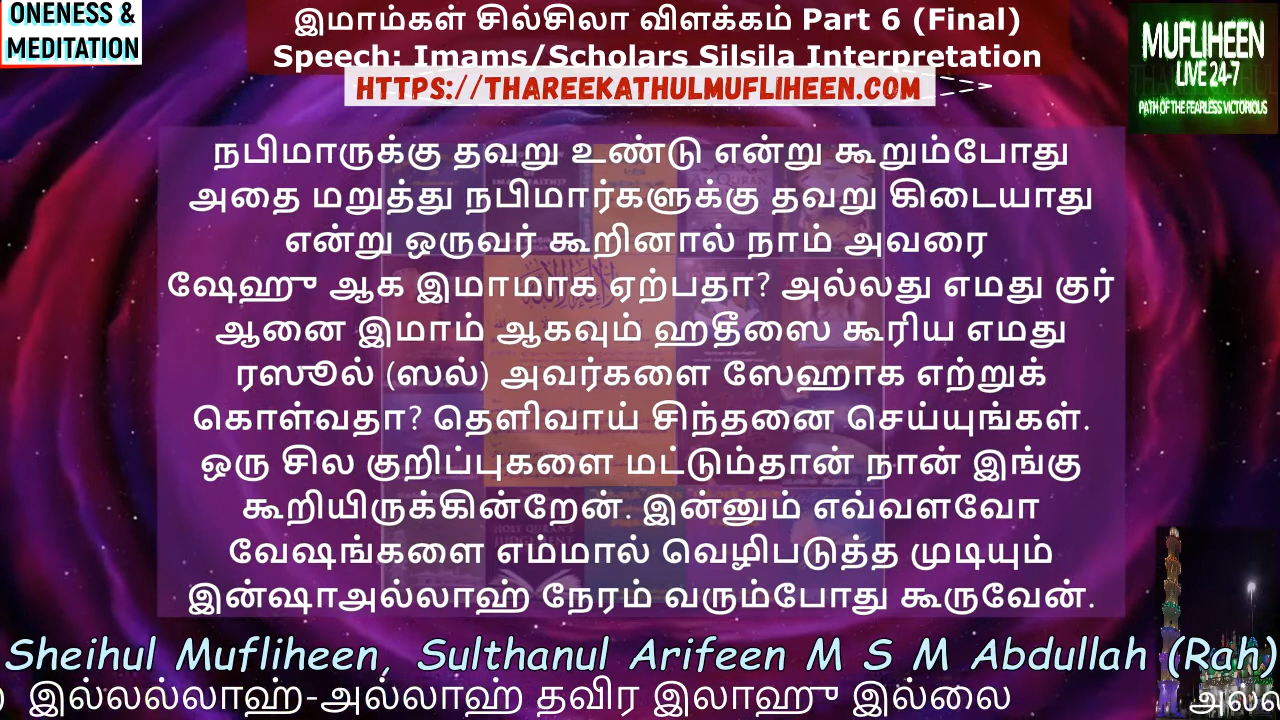 ONENESS &
MEDITATION
இமாம்கள் சில்சிலா விளக்கம் Part 6 (Final)
Speech: Imams/Scholars Silsila Interpretation
HTTPS://THAREEKATHULMUFLIHEEN.COM
MUFLIHEEN
LIVE 24-7
PATH OF THE FEARLESS VICTORIOUS
நபிமாருக்கு தவறு உண்டு என்று கூறும்போது
அதை மறுத்து நபிமார்களுக்கு தவறு கிடையாது
என்று ஒருவர் கூறினால் நாம் அவரை
ஷேஹு ஆக இமாமாக ஏற்பதா? அல்லது எமது குர்
ஆனை இமாம் ஆகவும் ஹதீஸை கூரிய எமது
ரஸூல் (ஸல்) அவர்களை ஸேஹாக எற்றுக்
கொள்வதா? தெளிவாய் சிந்தனை செய்யுங்கள்.
ஒரு சில குறிப்புகளை மட்டும்தான் நான் இங்கு
கூறியிருக்கின்றேன். இன்னும் எவ்வளவோ
வேஷங்களை எம்மால் வெழிபடுத்த முடியும்
இன்ஷாஅல்லாஹ் நேரம் வரும்போது கூருவேன்.
Sheihul Mufliheen, Sulthanul Arifeen M S M Abdullah (Rah)
இல்லல்லாஹ்-அல்லாஹ் தவிர இலாஹு இல்லை